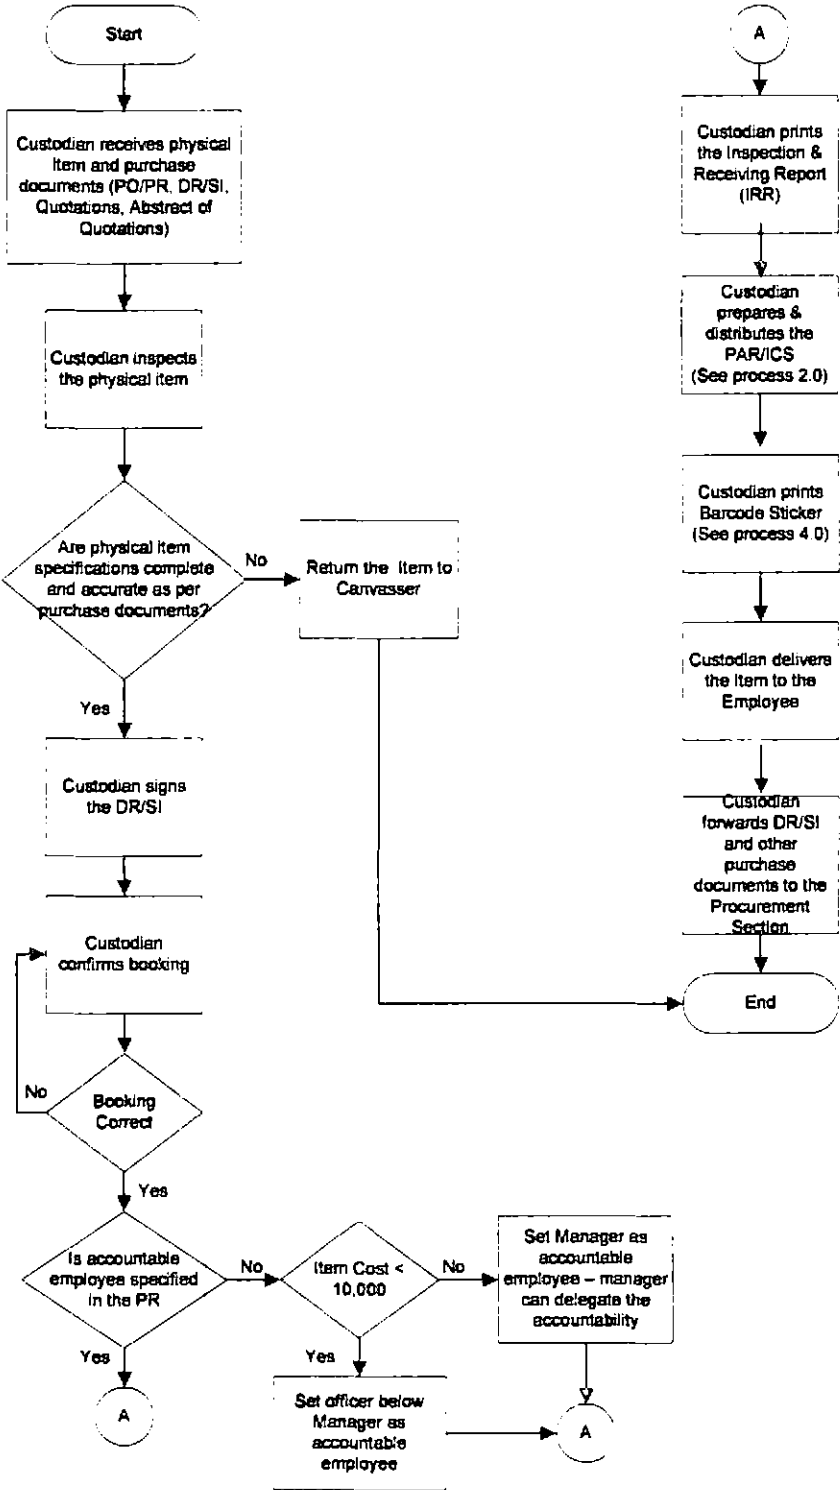 Start
Custodian receives physical
Item and purchase
documents (PO/PR, DR/SI,
Quotations, Abstract of
Quotations)
Custodian inspects
the physical item
Are physical item
specifications complete
and accurate as per
purchase documents?
No
Return the Item to
Canvasser
Yes
Custodian signs
the DR/SI
Custodian
confirms booking
No
Booking
Correct
Yes
Is accountable
employee specified
in the PR
No
Item Cost <
10,000
No
Set Manager as
accountable
employee – manager
can delegate the
accountability
Yes
A
Yes
Set officer below
Manager as
accountable
employee
A
A
Custodian prints
the Inspection &
Receiving Report
(IRR)
Custodian
prepares &
distributes the
PAR/ICS
(See process 2.0)
Custodian prints
Barcode Sticker
(See process 4.0)
Custodian delivers
the Item to the
Employee
Custodian
forwards DR/SI
and other
purchase
documents to the
Procurement
Section
End